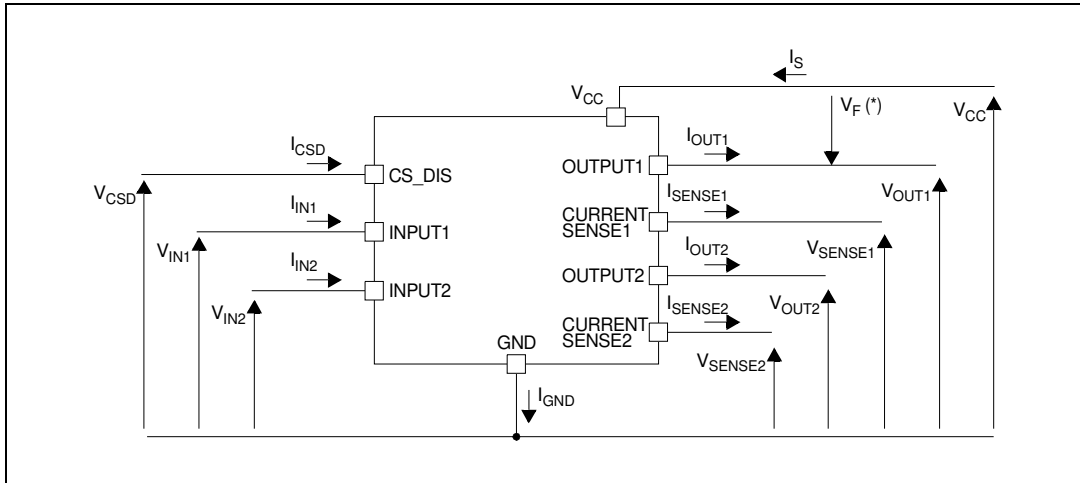 I_S
V_CC
V_F (*)
V_CC
I_CSD
I_OUT1
CS_DIS
OUTPUT1
V_CSD
V_OUT1
I_IN1
I_SENSE1
INPUT1
CURRENT
SENSE1
V_IN1
V_SENSE1
I_IN2
I_OUT2
INPUT2
OUTPUT2
V_IN2
V_OUT2
I_SENSE2
CURRENT
SENSE2
GND
V_SENSE2
I_GND